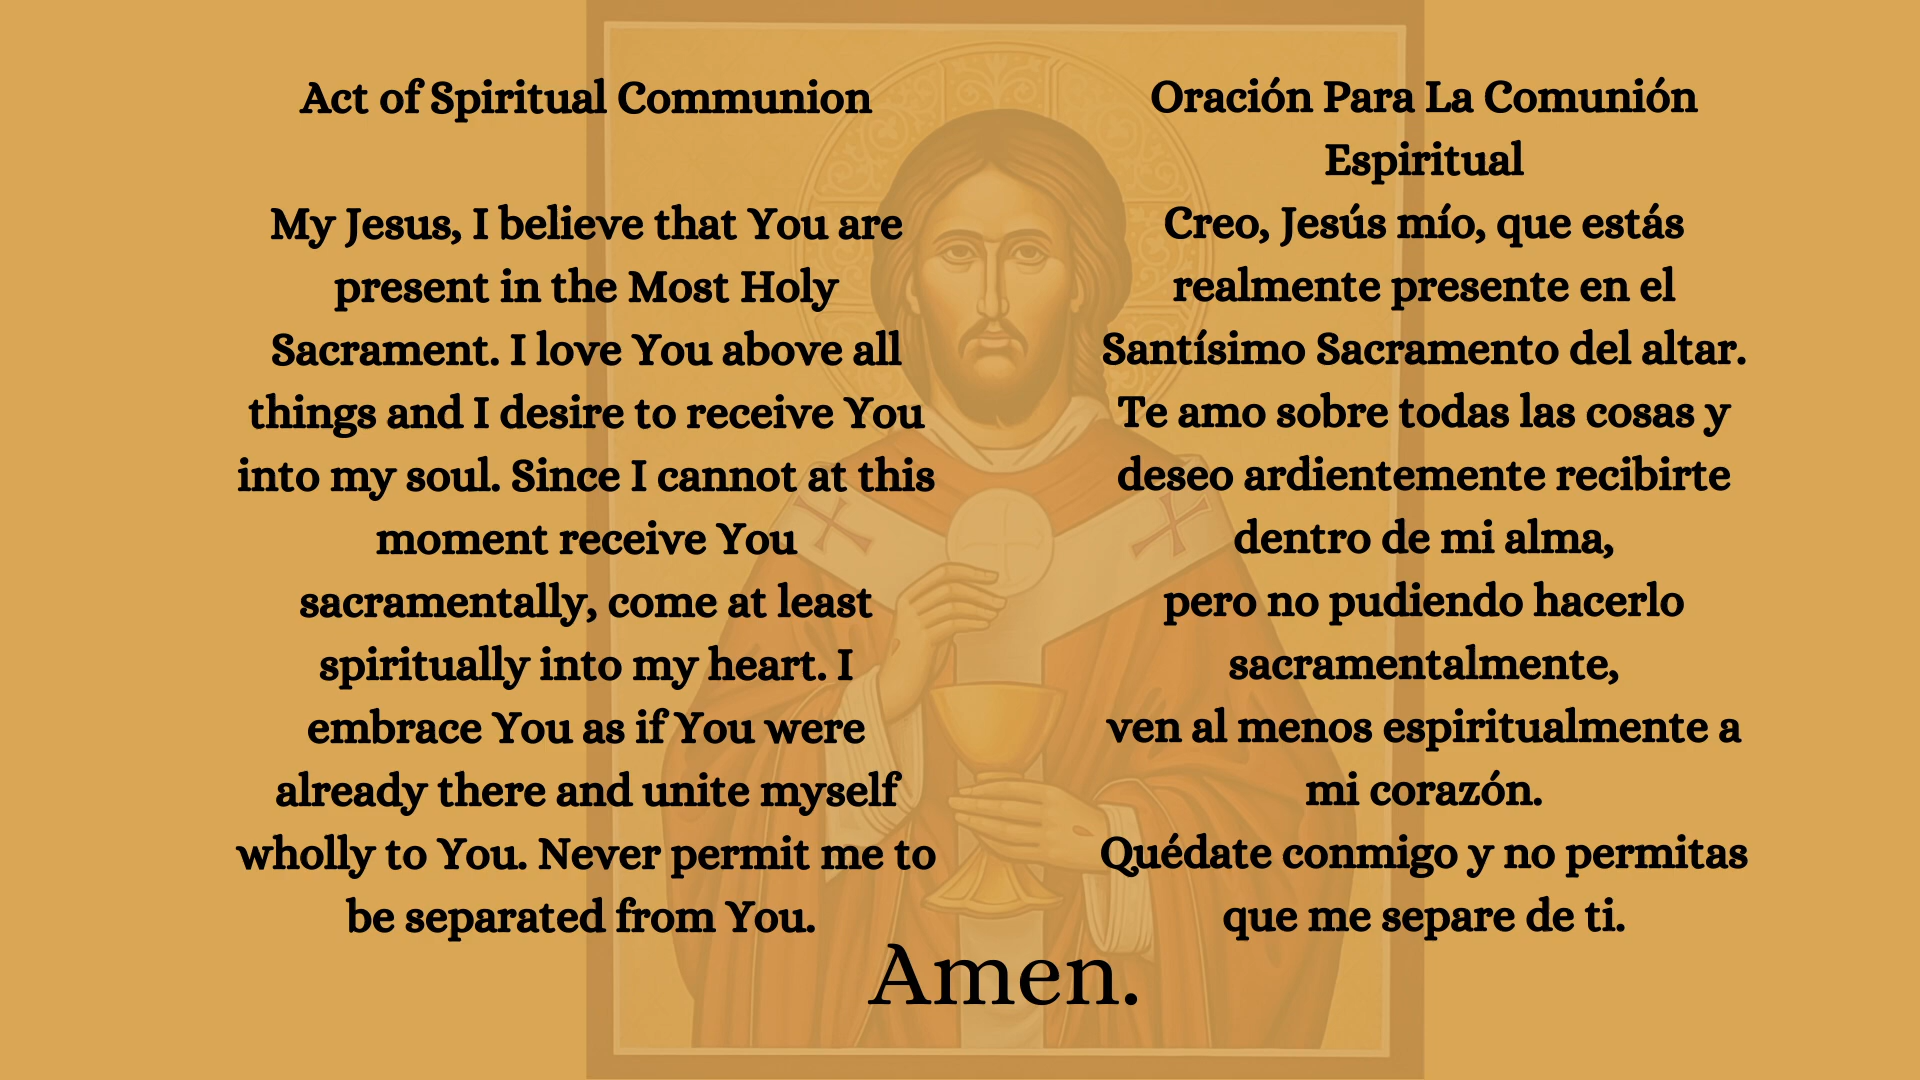 Act of Spiritual Communion
My Jesus, I believe that You are
present in the Most Holy
Sacrament. I love You above all
things and I desire to receive You
into my soul. Since I cannot at this
moment receive You
sacramentally, come at least
spiritually into my heart. I
embrace You as if You were
already there and unite myself
wholly to You. Never permit me to
be separated from You.
Oración Para La Comunión
Espiritual
Creo, Jesús mío, que estás
realmente presente en el
Santísimo Sacramento del altar.
Te amo sobre todas las cosas y
deseo ardientemente recibirte
dentro de mi alma,
pero no pudiendo hacerlo
sacramentalmente,
ven al menos espiritualmente a
mi corazón.
Quédate conmigo y no permitas
que me separe de ti.
Amen.